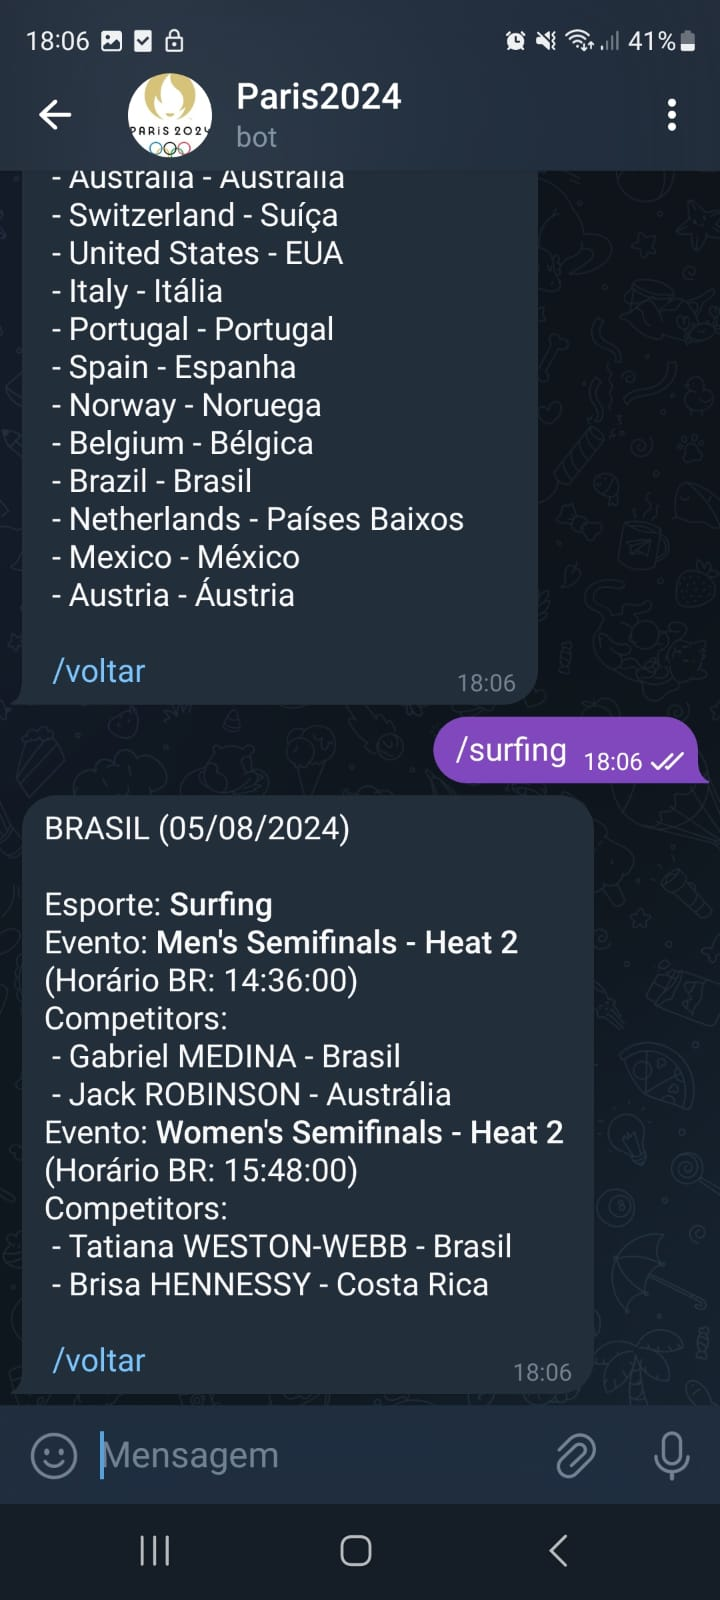 18:06
41%
Paris2024
PARIS 2024
bot
- Australia - Austrália
- Switzerland - Suíça
- United States - EUA
- Italy - Itália
- Portugal - Portugal
- Spain - Espanha
- Norway - Noruega
- Belgium - Bélgica
- Brazil - Brasil
- Netherlands - Países Baixos
- Mexico - México
- Austria - Áustria
/voltar
18:06
/surfing 18:06
BRASIL (05/08/2024)
Esporte: Surfing
Evento: Men's Semifinals - Heat 2
(Horário BR: 14:36:00)
Competitors:
- Gabriel MEDINA - Brasil
- Jack ROBINSON - Austrália
Evento: Women's Semifinals - Heat 2
(Horário BR: 15:48:00)
Competitors:
- Tatiana WESTON-WEBB - Brasil
- Brisa HENNESSY - Costa Rica
/voltar
18:06
Mensagem